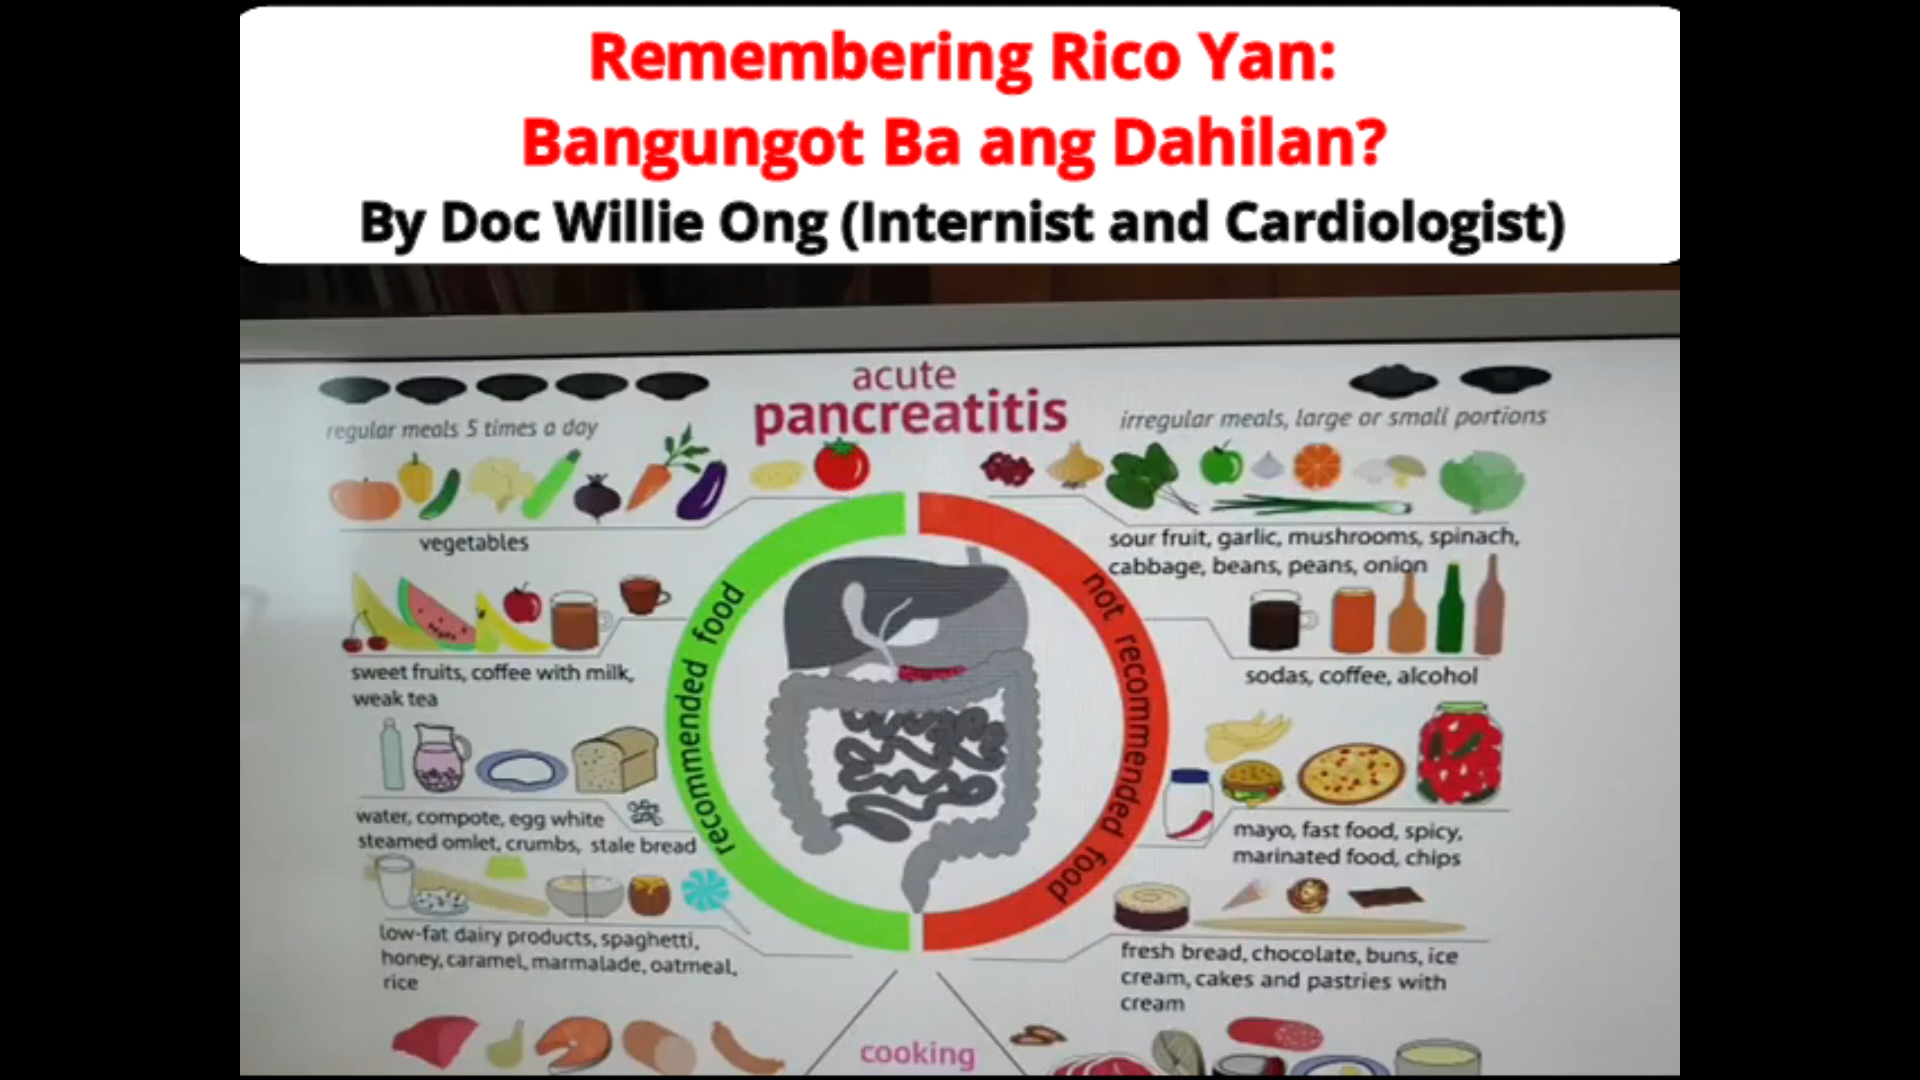 Remembering Rico Yan:
Bangungot Ba ang Dahilan?
By Doc Willie Ong (Internist and Cardiologist)
acute
pancreatitis
regular meals 5 times a day
irregular meals, large or small portions
vegetables
sour fruit, garlic, mushrooms, spinach,
cabbage, beans, peans, onion
sweet fruits, coffee with milk,
weak tea
sodas, coffee, alcohol
recommended food
not recommended food
water, compote, egg white
steamed omlet, crumbs, stale bread
mayo, fast food, spicy,
marinated food, chips
low-fat dairy products, spaghetti,
honey, caramel, marmalade, oatmeal,
rice
fresh bread, chocolate, buns, ice
cream, cakes and pastries with
cream
cooking